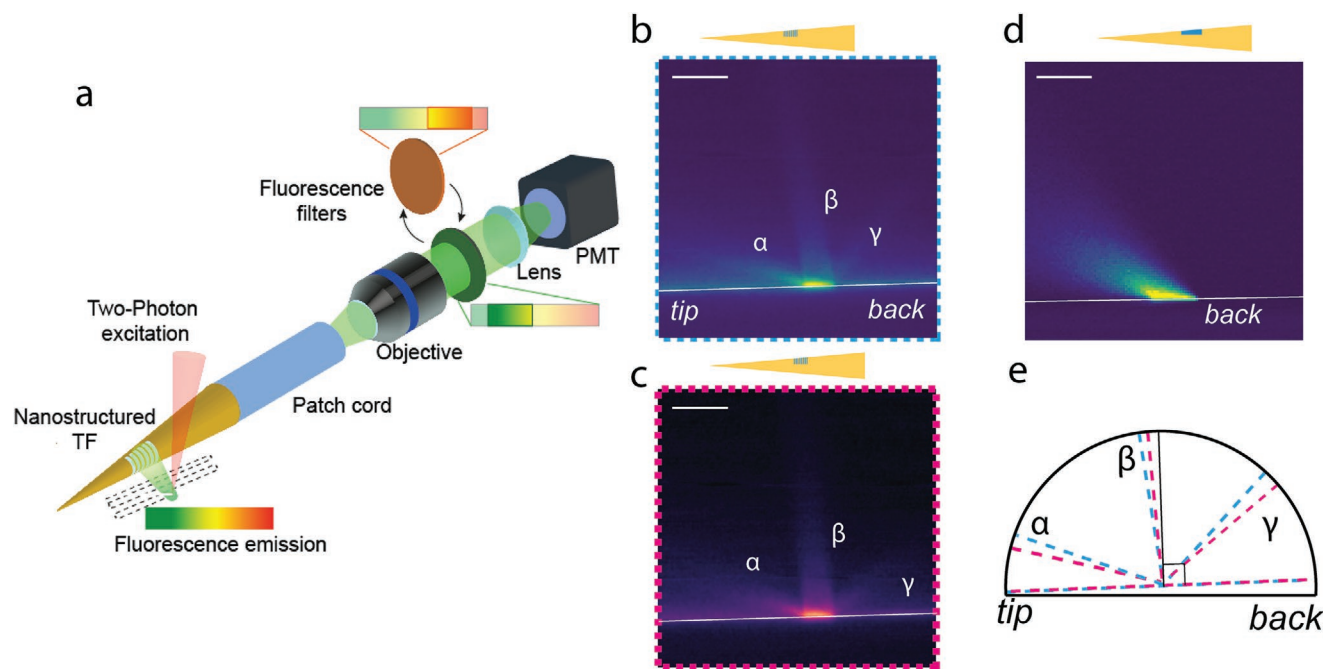 a
Fluorescence
filters
PMT
Lens
Two-Photon
excitation
Objective
Patch cord
Nanostructured
TF
Fluorescence emission
b
α
β
γ
tip
back
c
α
β
γ
d
back
e
α
β
γ
tip
back